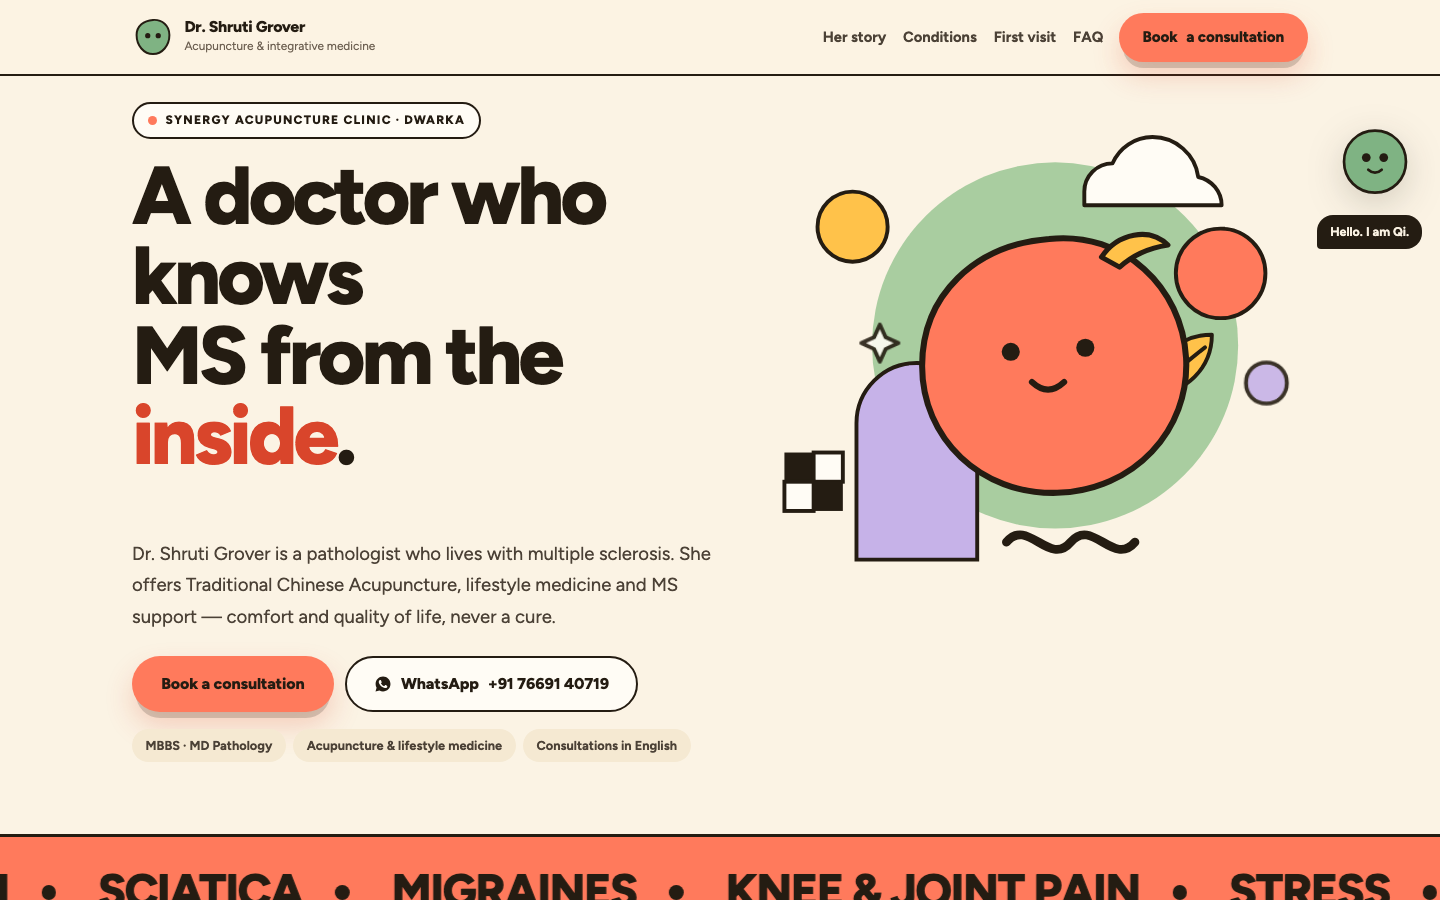 Dr. Shruti Grover
Acupuncture & integrative medicine
Her story
Conditions
First visit
FAQ
Book a consultation
SYNERGY ACUPUNCTURE CLINIC · DWARKA
A doctor who
knows
MS from the
inside.
Hello. I am Qi.
Dr. Shruti Grover is a pathologist who lives with multiple sclerosis. She
offers Traditional Chinese Acupuncture, lifestyle medicine and MS
support — comfort and quality of life, never a cure.
Book a consultation
WhatsApp +91 76691 40719
MBBS · MD Pathology
Acupuncture & lifestyle medicine
Consultations in English
• SCIATICA • MIGRAINES • KNEE & JOINT PAIN • STRESS •